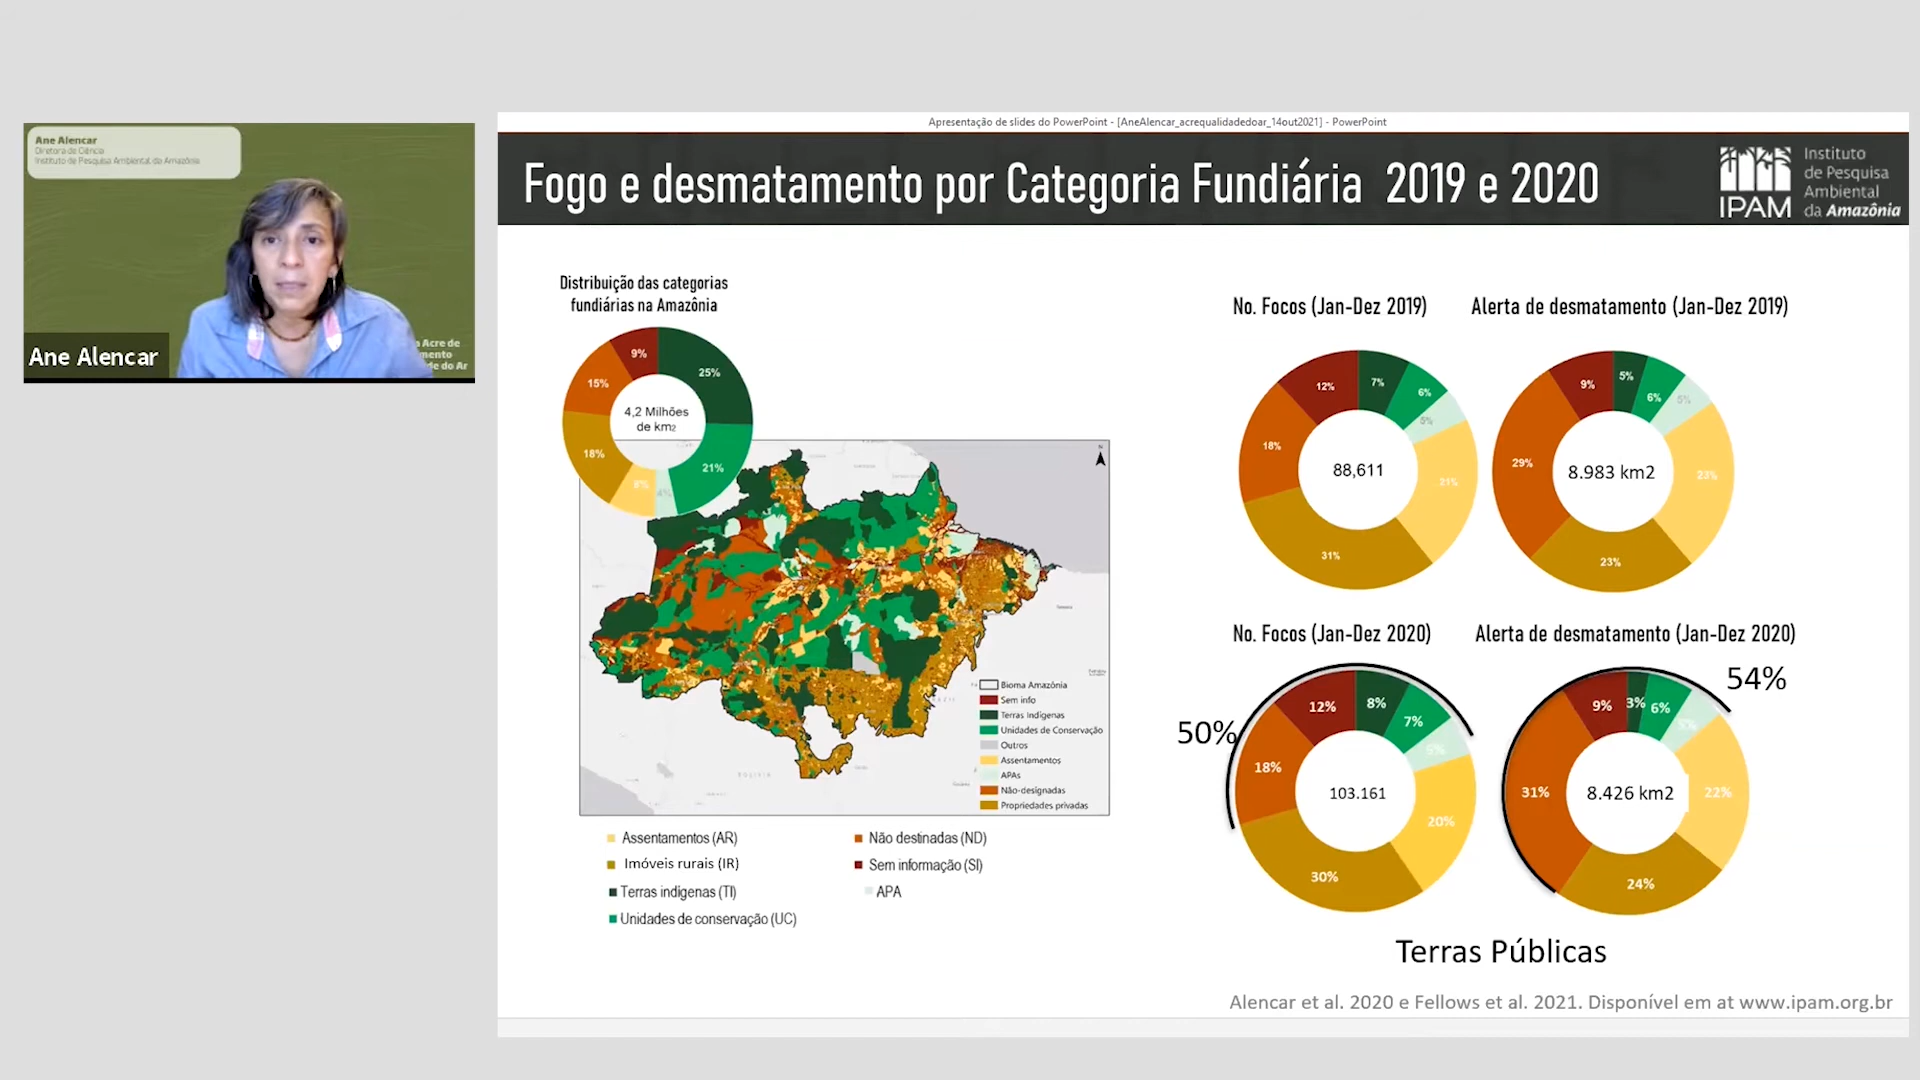 Ane Alencar
Diretora de Ciência
Instituto de Pesquisa Ambiental da Amazônia
Ane Alencar
Acre de
mento
de do Ar
Apresentação de slides do PowerPoint - [AneAlencar_acrequalidadedoar_14out2021] - PowerPoint
Fogo e desmatamento por Categoria Fundiária 2019 e 2020
IPAM
Instituto
de Pesquisa
Ambiental
da Amazônia
Distribuição das categorias
fundiárias na Amazônia
9%
25%
15%
4,2 Milhões
de km2
18%
21%
8%
4%
N
BOLIVIA
Bioma Amazônia
Sem info
Terras Indígenas
Unidades de Conservação
Outros
Assentamentos
APAs
Não-designadas
Propriedades privadas
Assentamentos (AR)
Imóveis rurais (IR)
Terras indígenas (TI)
Unidades de conservação (UC)
Não destinadas (ND)
Sem informação (SI)
APA
No. Focos (Jan-Dez 2019)
12%
7%
6%
5%
18%
88,611
21%
31%
Alerta de desmatamento (Jan-Dez 2019)
9%
5%
6%
5%
29%
8.983 km2
23%
23%
No. Focos (Jan-Dez 2020)
50%
12%
8%
7%
5%
18%
103.161
20%
30%
Alerta de desmatamento (Jan-Dez 2020)
54%
9%
3%
6%
5%
31%
8.426 km2
22%
24%
Terras Públicas
Alencar et al. 2020 e Fellows et al. 2021. Disponível em at www.ipam.org.br